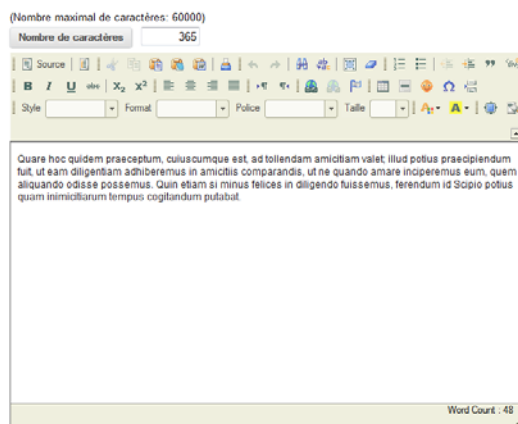 (Nombre maximal de caractères: 60000)
Nombre de caractères 365
Source
B I U abc X₂ X²
Style Format Police Taille
Quare hoc quidem praeceptum, cuiuscumque est, ad tollendam amicitiam valet; illud potius praecipiendum
fuit, ut eam diligentiam adhiberemus in amicitiis comparandis, ut ne quando amare inciperemus eum, quem
aliquando odisse possemus. Quin etiam si minus felices in diligendo fuissemus, ferendum id Scipio potius
quam inimicitiarum tempus cogitandum putabat.
Word Count : 48